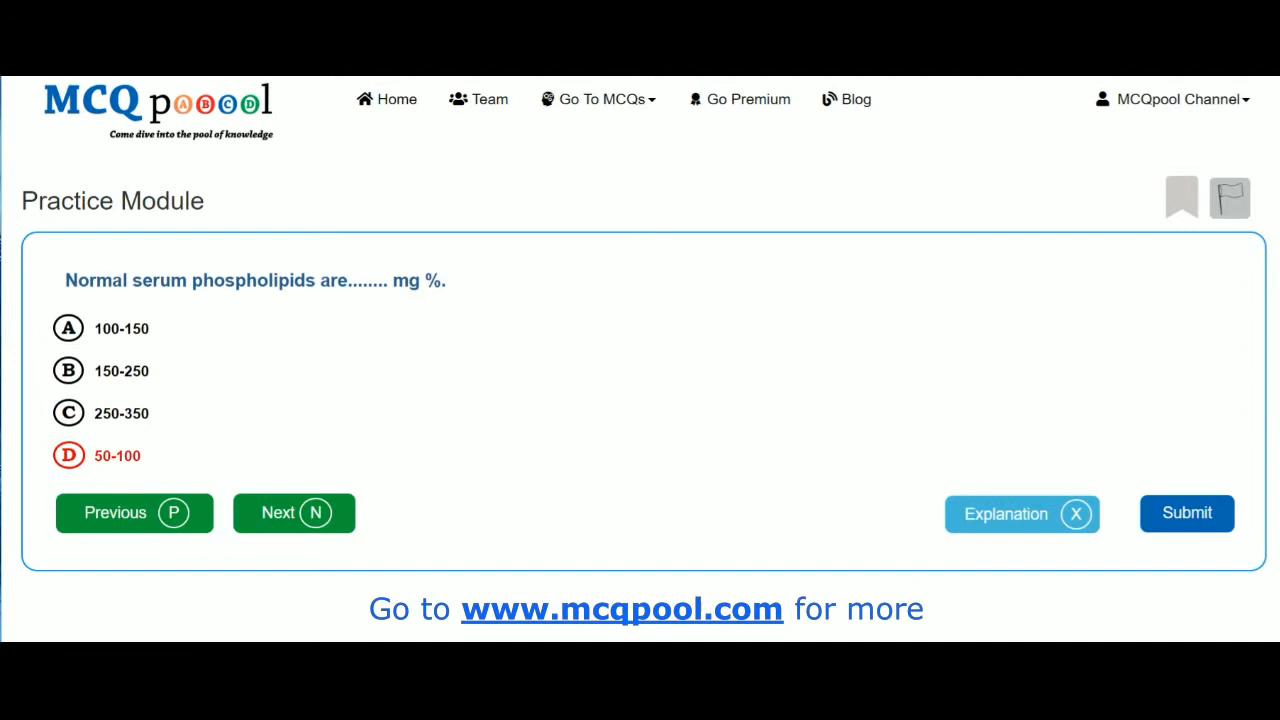 MCQ pABCDl
Come dive into the pool of knowledge
Home Team Go To MCQs Go Premium Blog MCQpool Channel
Practice Module
Normal serum phospholipids are........ mg %.
A 100-150
B 150-250
C 250-350
D 50-100
Previous P Next N Explanation X Submit
Go to www.mcqpool.com for more